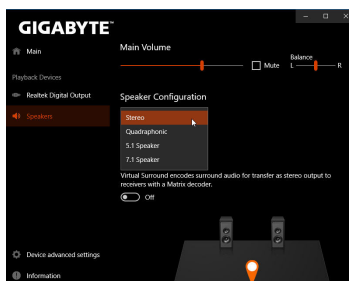 GIGABYTE™
Main
Playback Devices
Realtek Digital Output
Speakers
Device advanced settings
Information
Main Volume
Mute
Balance
L
R
Speaker Configuration
Stereo
Quadraphonic
5.1 Speaker
7.1 Speaker
Virtual Surround encodes surround audio for transfer as stereo output to
receivers with a Matrix decoder.
Off